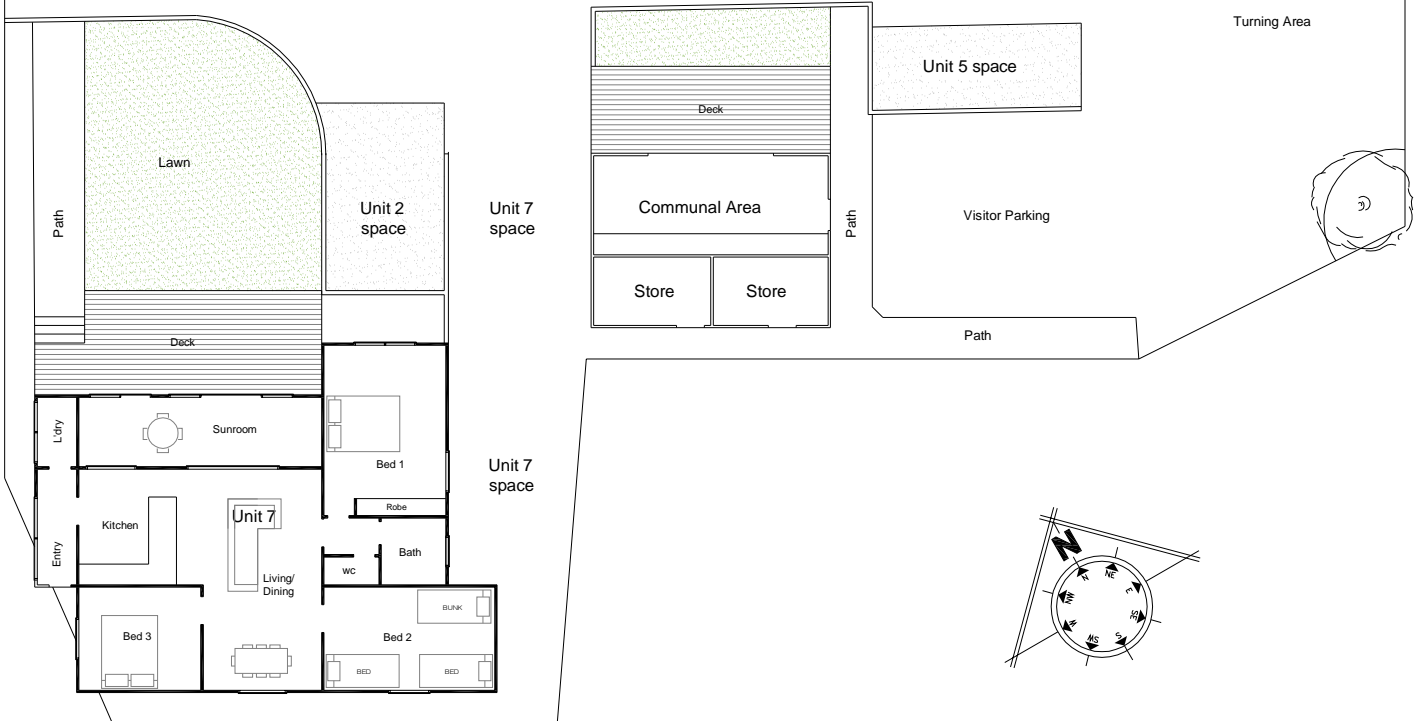 Turning Area
Unit 5 space
Deck
Lawn
Path
Unit 2
space
Unit 7
space
Communal Area
Path
Visitor Parking
Store
Store
Path
Deck
L'dry
Sunroom
Bed 1
Unit 7
space
Robe
Kitchen
Unit 7
Entry
Bath
wc
Living/
Dining
BUNK
Bed 3
Bed 2
BED
BED
N
N
NE
E
SE
S
SW
W
NW